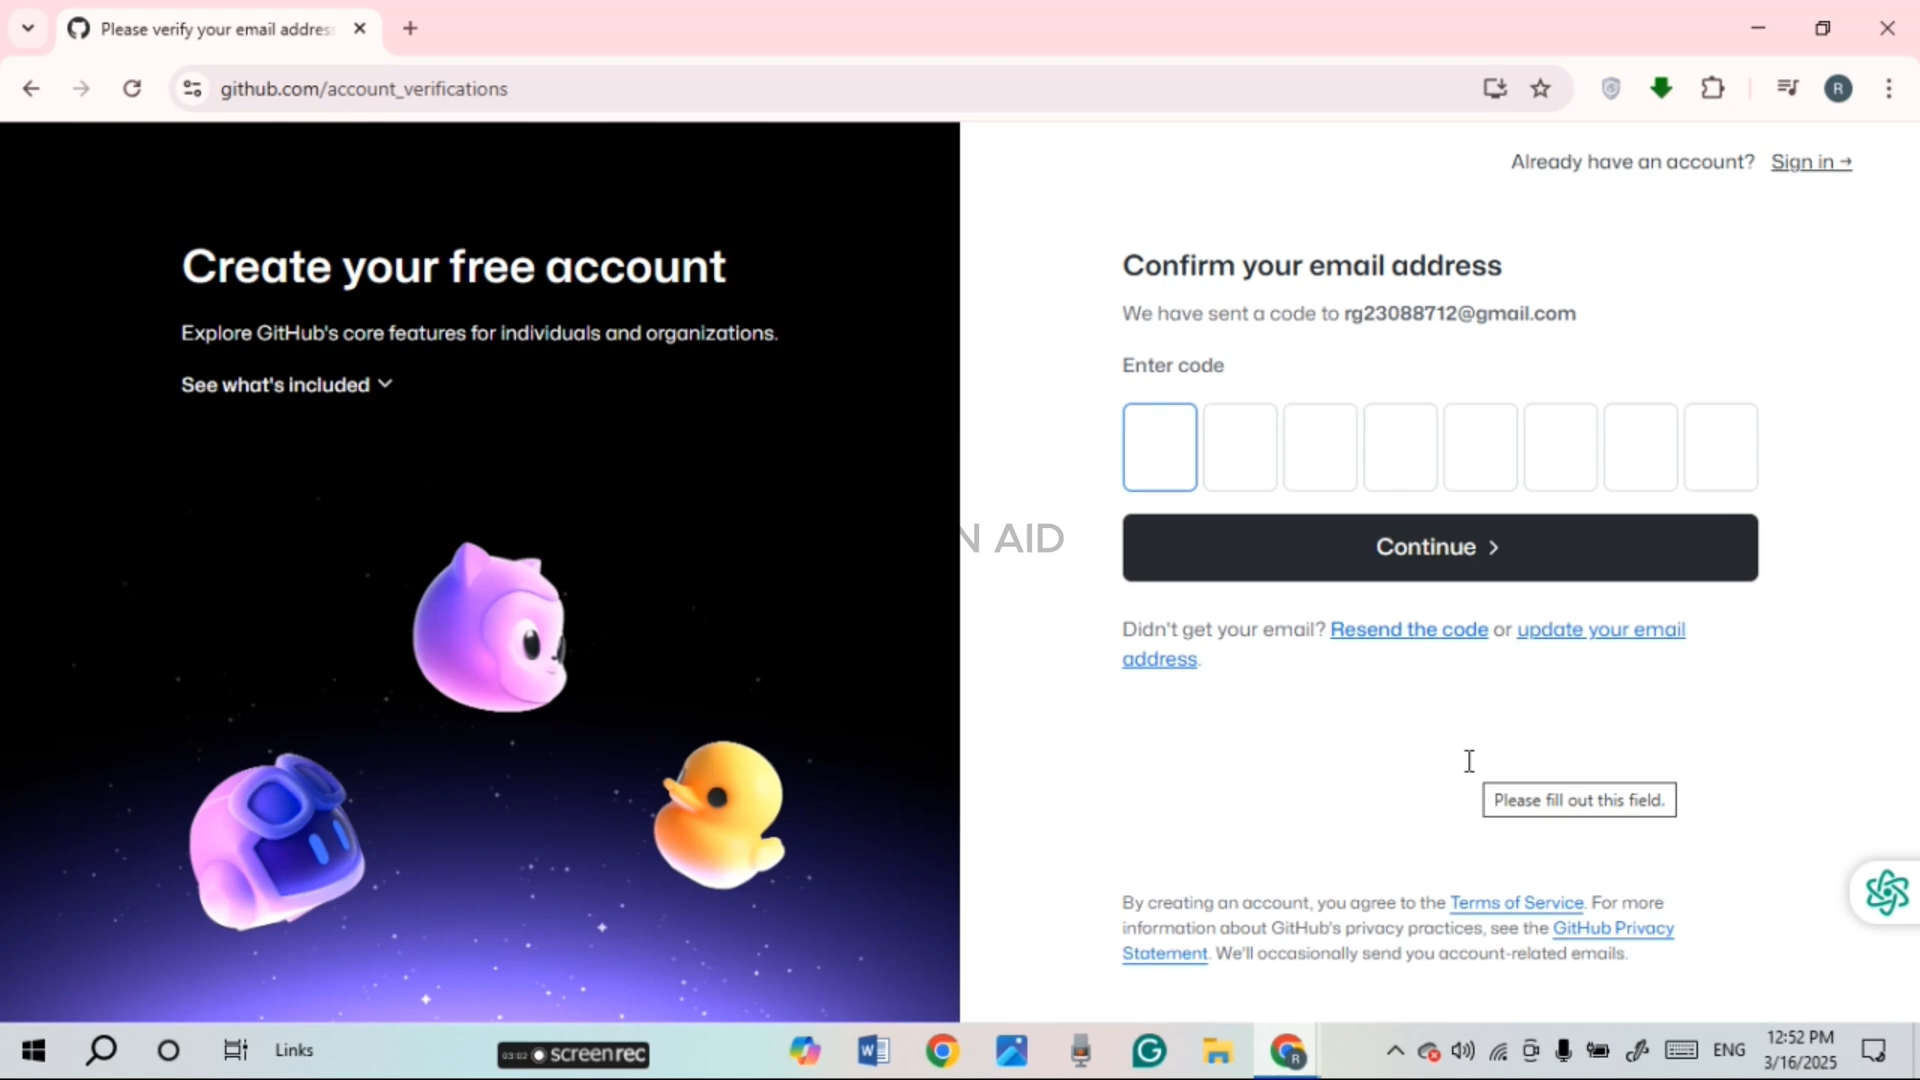 Please verify your email addres
github.com/account_verifications
R
Already have an account? Sign in →
Create your free account
Explore GitHub's core features for individuals and organizations.
See what's included
Confirm your email address
We have sent a code to rg23088712@gmail.com
Enter code
N AID
Continue
Didn't get your email? Resend the code or update your email
address.
Please fill out this field.
By creating an account, you agree to the Terms of Service. For more
information about GitHub's privacy practices, see the GitHub Privacy
Statement. We'll occasionally send you account-related emails.
Links
03:02 screenrec
W
R
ENG
12:52 PM
3/16/2025